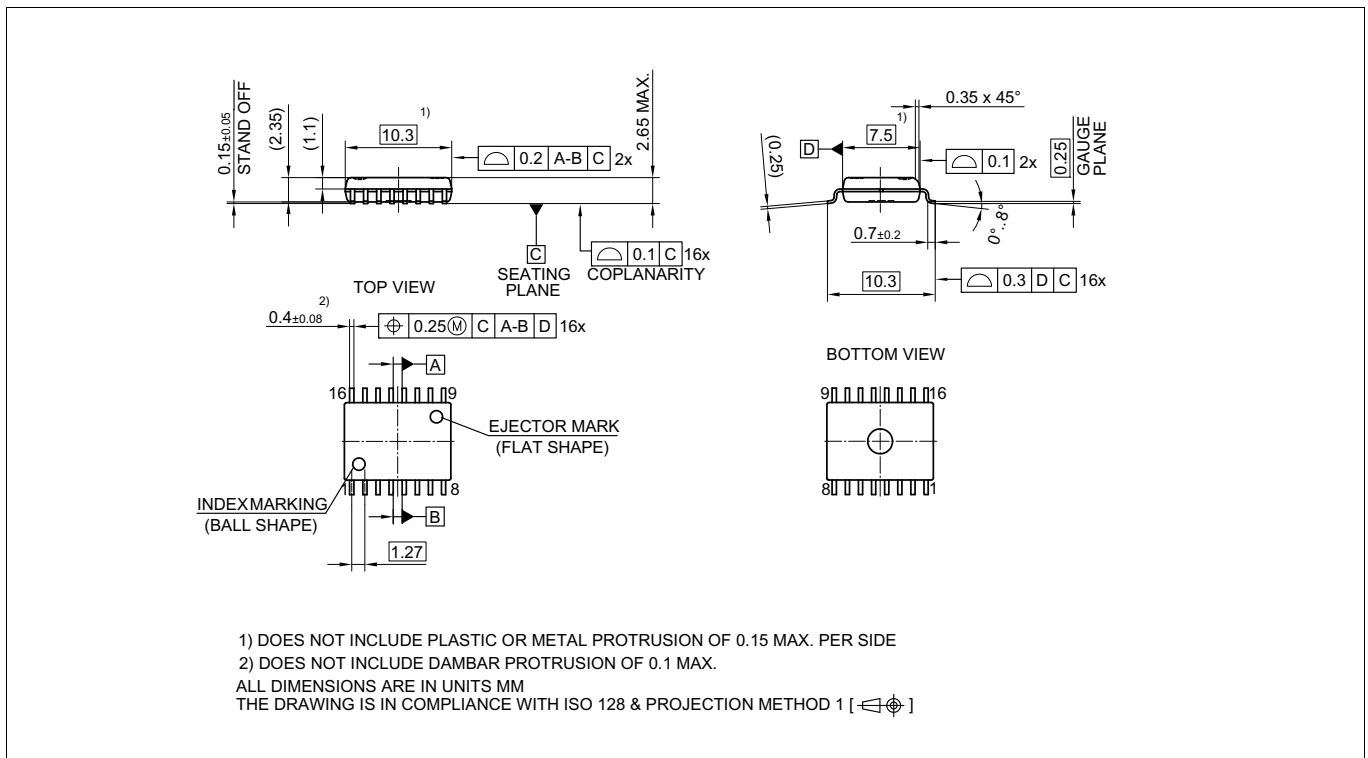 0.15±0.05
STAND OFF
(2.35)
(1.1)
10.3
1)
2.65 MAX.
0.2 A-B C 2x
C
SEATING
PLANE
0.1 C 16x
COPLANARITY
(0.25)
D
7.5
1)
0.35 x 45°
0.1 2x
0.25
GAUGE
PLANE
0°..8°
0.7±0.2
10.3
0.3 D C 16x
TOP VIEW
2)
0.4±0.08
0.25 Ⓜ C A-B D 16x
A
16
9
EJECTOR MARK
(FLAT SHAPE)
1
8
INDEX MARKING
(BALL SHAPE)
B
1.27
BOTTOM VIEW
9
16
8
1
1) DOES NOT INCLUDE PLASTIC OR METAL PROTRUSION OF 0.15 MAX. PER SIDE
2) DOES NOT INCLUDE DAMBAR PROTRUSION OF 0.1 MAX.
ALL DIMENSIONS ARE IN UNITS MM
THE DRAWING IS IN COMPLIANCE WITH ISO 128 & PROJECTION METHOD 1 [ ]